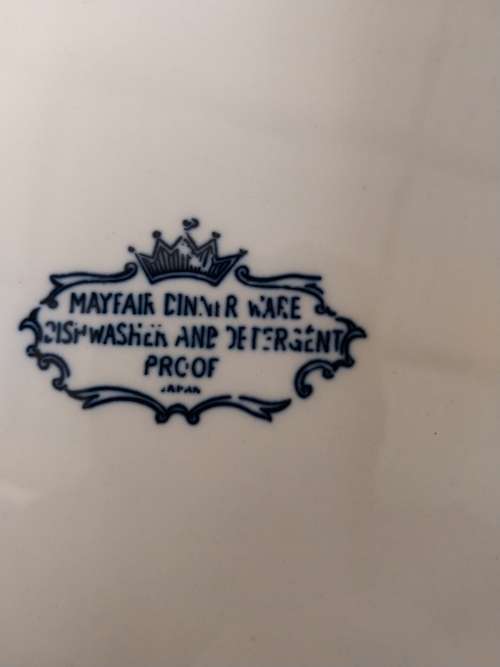 MAYFAIR DINNER WARE
DISHWASHER AND DETERGENT
PROOF
JAPAN